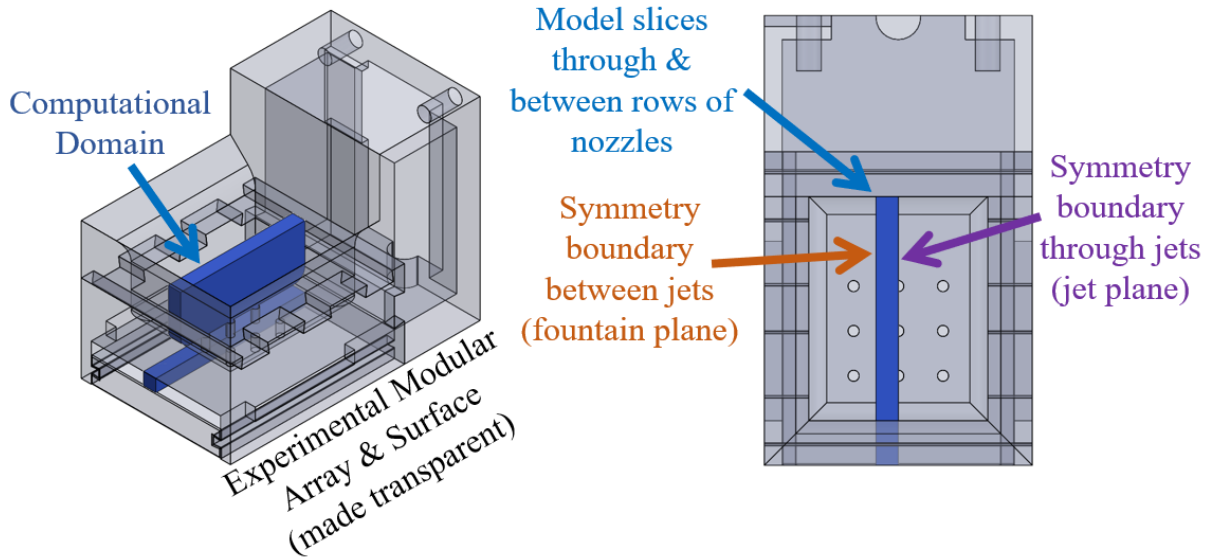 Computational
Domain
Experimental Modular
Array & Surface
(made transparent)
Model slices
through &
between rows of
nozzles
Symmetry
boundary
between jets
(fountain plane)
Symmetry
boundary
through jets
(jet plane)